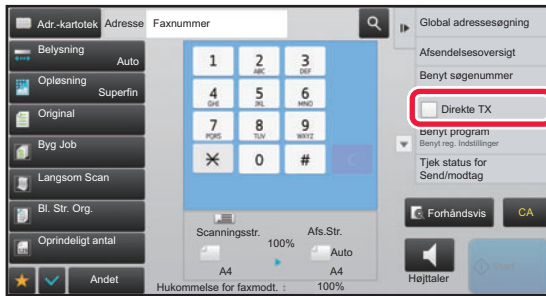 Adr.-kartotek
Adresse
Faxnummer
Belysning
Auto
Opløsning
Superfin
Original
Byg Job
Langsom Scan
Bl. Str. Org.
Oprindeligt antal
Andet
1
2
ABC
3
DEF
4
GHI
5
JKL
6
MNO
7
PQRS
8
TUV
9
WXYZ
0
#
C
Scanningsstr.
100%
Afs.Str.
Auto
A4
A4
Hukommelse for faxmodt. :
100%
Global adressesøgning
Afsendelsesoversigt
Benyt søgenummer
Direkte TX
Benyt program
Benyt reg. Indstillinger
Tjek status for
Send/modtag
Forhåndsvis
CA
Højttaler
Start